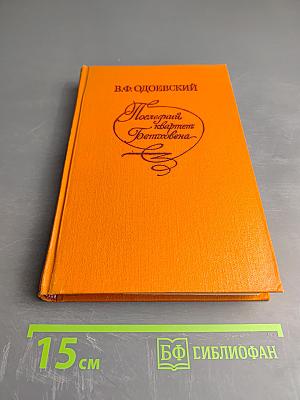 В.Ф. ОДОЕВСКИЙ
Последний
квартет
Бетховена
15 см
БФ БИБЛИОФАН